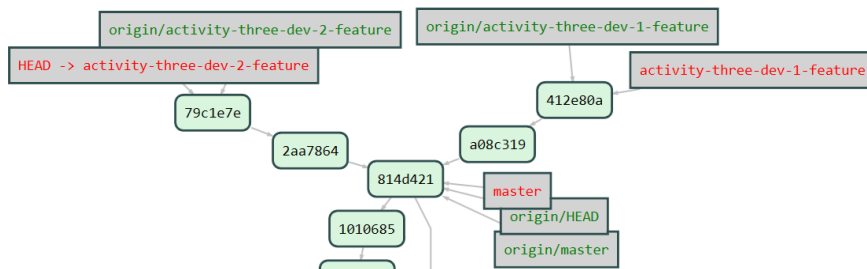 origin/activity-three-dev-2-feature
origin/activity-three-dev-1-feature
HEAD -> activity-three-dev-2-feature
activity-three-dev-1-feature
412e80a
79c1e7e
a08c319
2aa7864
814d421
master
origin/HEAD
1010685
origin/master